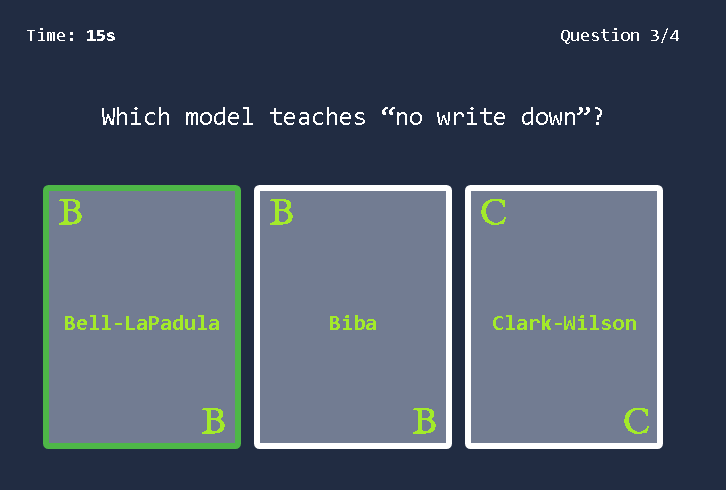 Time: 15s
Question 3/4
Which model teaches “no write down”?
B
Bell-LaPadula
B
B
Biba
B
C
Clark-Wilson
C